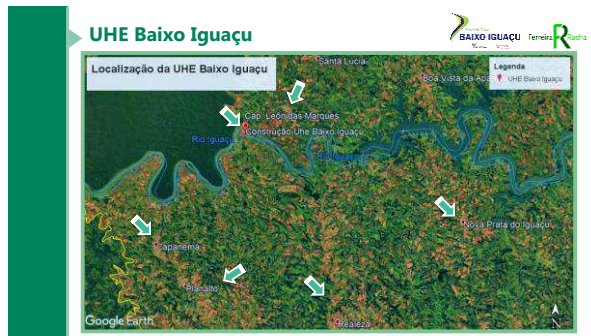 UHE Baixo Iguaçu
BAIXO IGUAÇU
Ferreira Rocha
Localização da UHE Baixo Iguaçu
Santa Lúcia
Legenda
UHE Baixo Iguaçu
Boa Vista da Apa
Cap. Leônidas Marques
Construção Uhe Baixo Iguaçu
Rio Iguaçu
Nova Prata do Iguaçu
Capanema
Planalto
Realeza
Google Earth
N